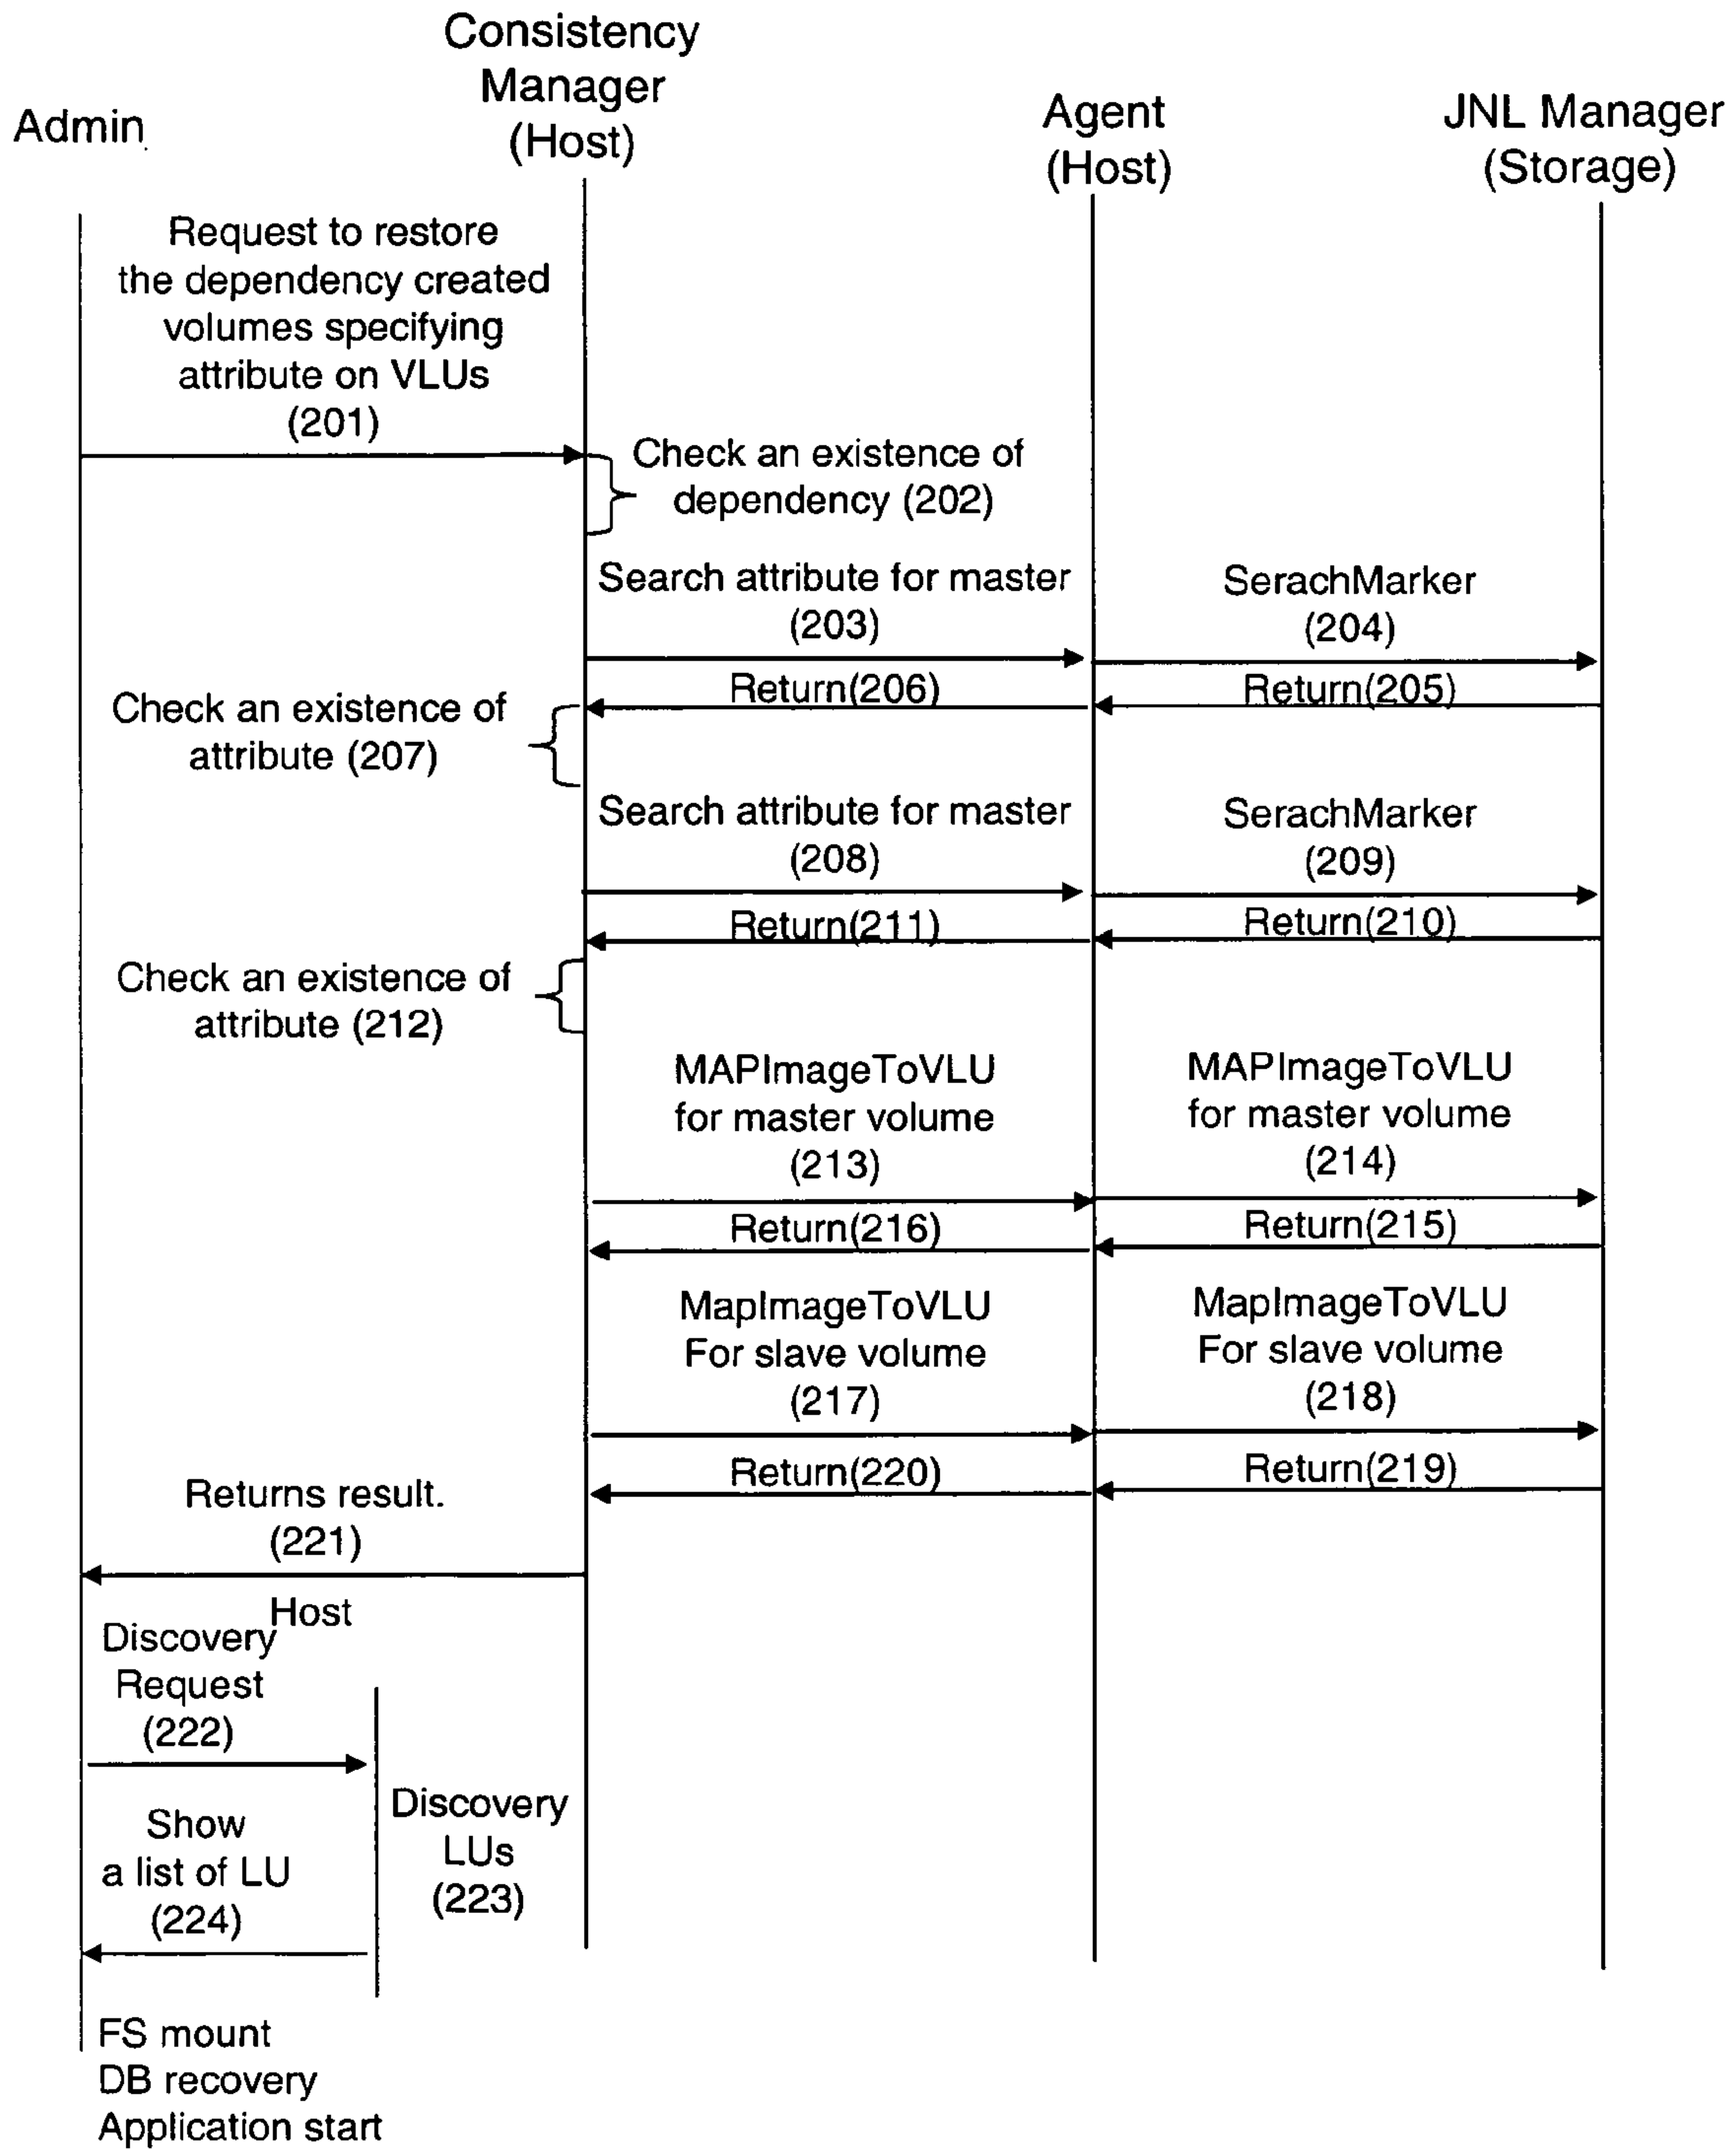 Consistency
Manager
(Host)
Admin
Agent
(Host)
JNL Manager
(Storage)
Request to restore
the dependency created
volumes specifying
attribute on VLUs
(201)
Check an existence of
dependency (202)
Search attribute for master
(203)
SerachMarker
(204)
Return(206)
Return(205)
Check an existence of
attribute (207)
Search attribute for master
(208)
SerachMarker
(209)
Return(211)
Return(210)
Check an existence of
attribute (212)
MAPImageToVLU
for master volume
(213)
MAPImageToVLU
for master volume
(214)
Return(216)
Return(215)
MapImageToVLU
For slave volume
(217)
MapImageToVLU
For slave volume
(218)
Return(220)
Return(219)
Returns result.
(221)
Host
Discovery
Request
(222)
Discovery
LUs
(223)
Show
a list of LU
(224)
FS mount
DB recovery
Application start